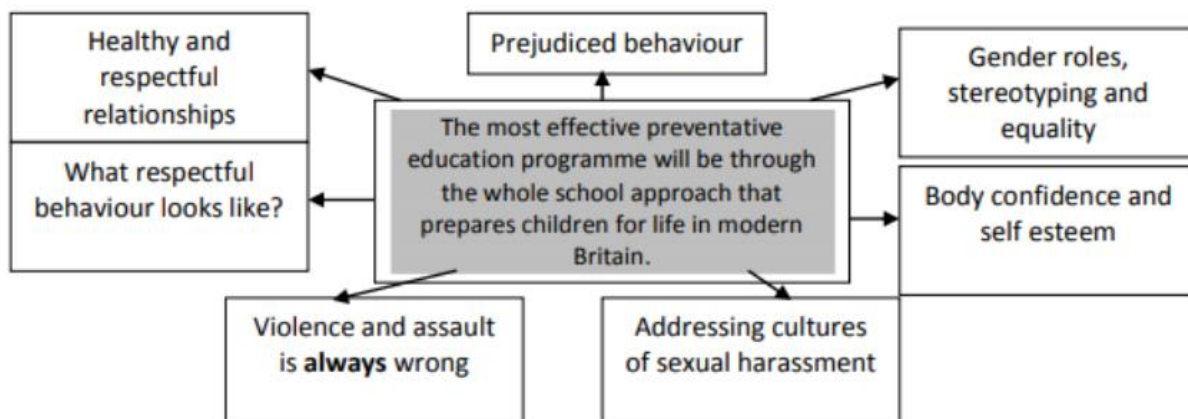 Healthy and
respectful
relationships
Prejudiced behaviour
Gender roles,
stereotyping and
equality
What respectful
behaviour looks like?
The most effective preventative
education programme will be through
the whole school approach that
prepares children for life in modern
Britain.
Body confidence and
self esteem
Violence and assault
is always wrong
Addressing cultures
of sexual harassment